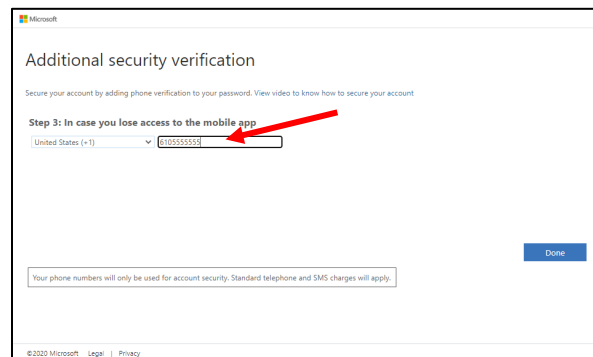 Microsoft
Additional security verification
Secure your account by adding phone verification to your password. View video to know how to secure your account
Step 3: In case you lose access to the mobile app
United States (+1) 6105555555
Done
Your phone numbers will only be used for account security. Standard telephone and SMS charges will apply.
©2020 Microsoft Legal | Privacy